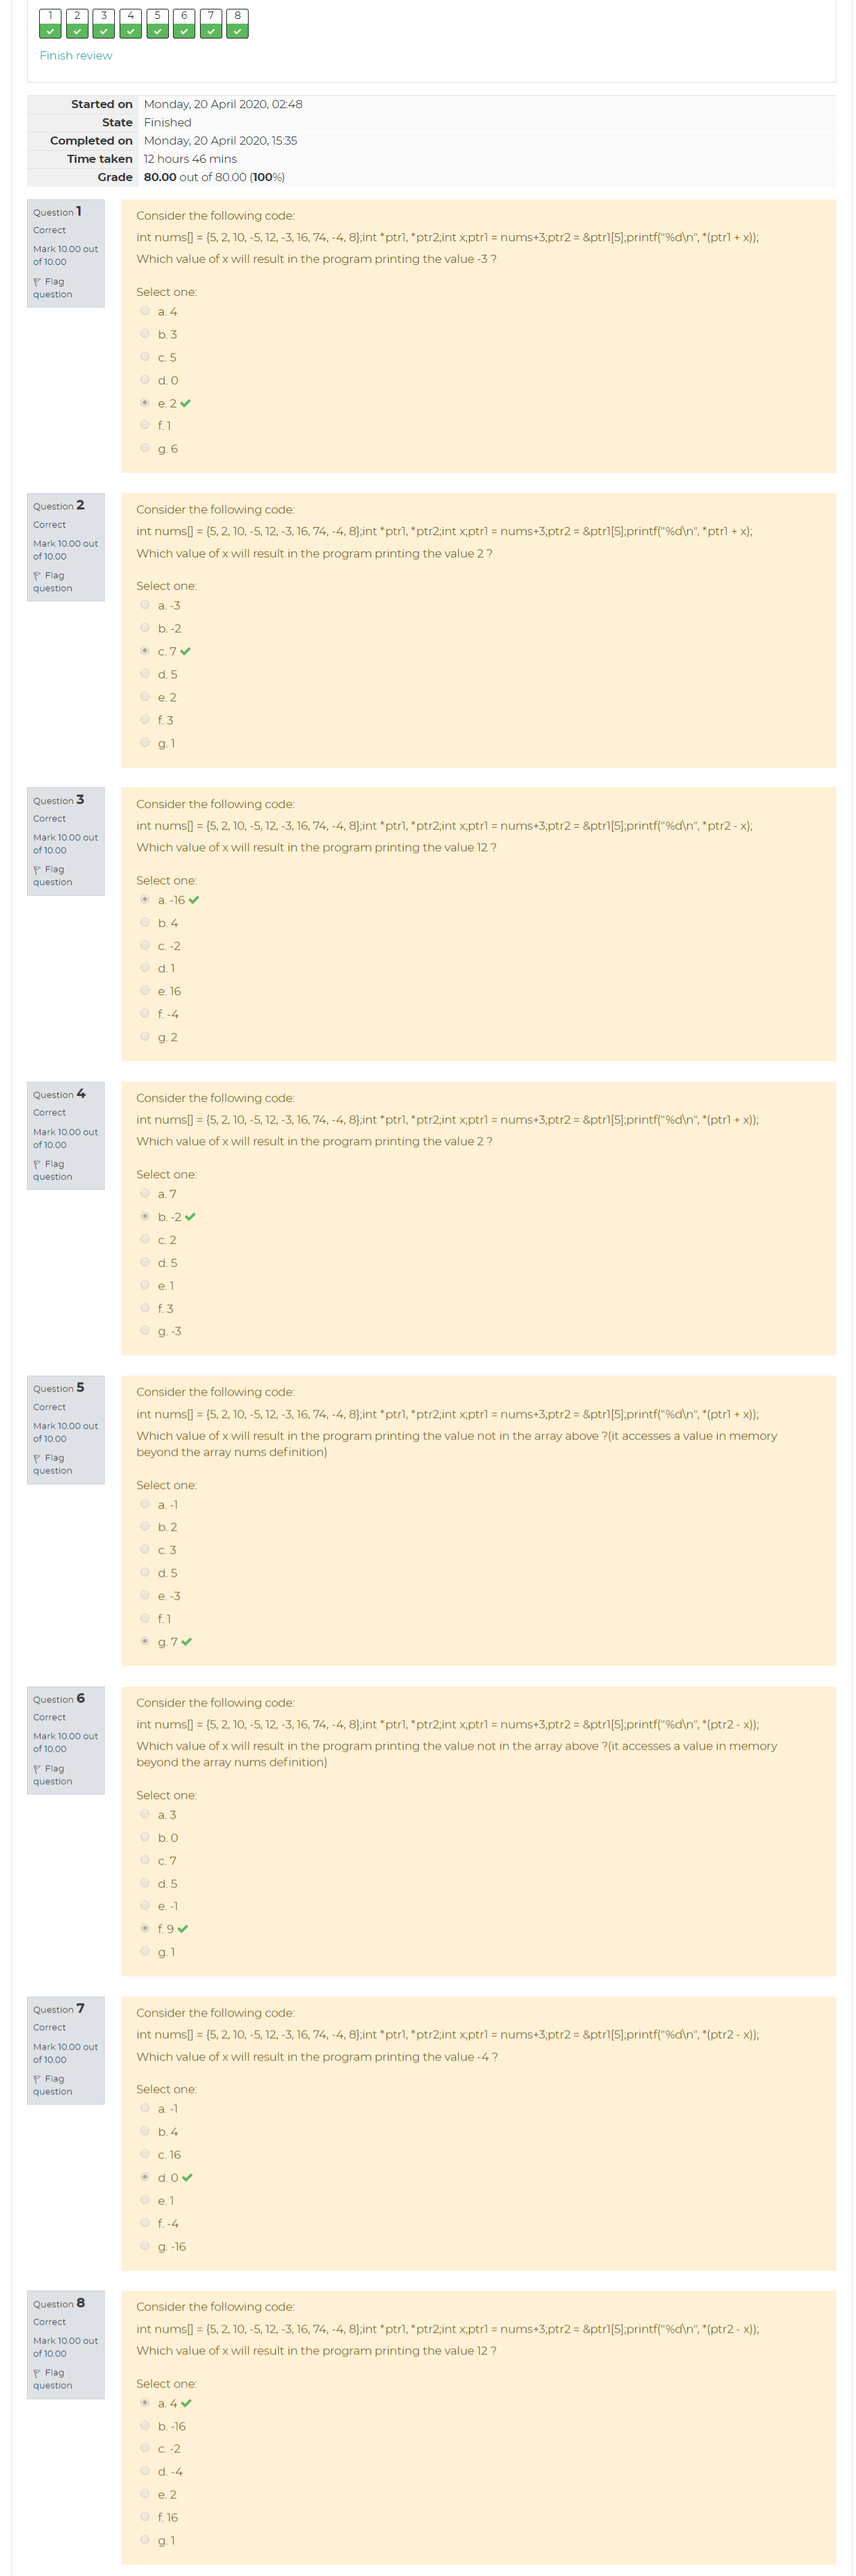 1 2 3 4 5 6 7 8
Finish review
Started on Monday, 20 April 2020, 02:48
State Finished
Completed on Monday, 20 April 2020, 15:35
Time taken 12 hours 46 mins
Grade 80.00 out of 80.00 (100%)
Question 1
Correct
Mark 10.00 out
of 10.00
Flag
question
Consider the following code:
int nums[] = {5, 2, 10, -5, 12, -3, 16, 74, -4, 8};int *ptr1, *ptr2;int x;ptr1 = nums+3;ptr2 = &ptr1[5];printf("%d\n", *(ptr1 + x));
Which value of x will result in the program printing the value -3 ?
Select one:
a. 4
b. 3
c. 5
d. 0
e. 2
f. 1
g. 6
Question 2
Correct
Mark 10.00 out
of 10.00
Flag
question
Consider the following code:
int nums[] = {5, 2, 10, -5, 12, -3, 16, 74, -4, 8};int *ptr1, *ptr2;int x;ptr1 = nums+3;ptr2 = &ptr1[5];printf("%d\n", *ptr1 + x);
Which value of x will result in the program printing the value 2 ?
Select one:
a. -3
b. -2
c. 7
d. 5
e. 2
f. 3
g. 1
Question 3
Correct
Mark 10.00 out
of 10.00
Flag
question
Consider the following code:
int nums[] = {5, 2, 10, -5, 12, -3, 16, 74, -4, 8};int *ptr1, *ptr2;int x;ptr1 = nums+3;ptr2 = &ptr1[5];printf("%d\n", *ptr2 - x);
Which value of x will result in the program printing the value 12 ?
Select one:
a. -16
b. 4
c. -2
d. 1
e. 16
f. -4
g. 2
Question 4
Correct
Mark 10.00 out
of 10.00
Flag
question
Consider the following code:
int nums[] = {5, 2, 10, -5, 12, -3, 16, 74, -4, 8};int *ptr1, *ptr2;int x;ptr1 = nums+3;ptr2 = &ptr1[5];printf("%d\n", *(ptr1 + x));
Which value of x will result in the program printing the value 2 ?
Select one:
a. 7
b. -2
c. 2
d. 5
e. 1
f. 3
g. -3
Question 5
Correct
Mark 10.00 out
of 10.00
Flag
question
Consider the following code:
int nums[] = {5, 2, 10, -5, 12, -3, 16, 74, -4, 8};int *ptr1, *ptr2;int x;ptr1 = nums+3;ptr2 = &ptr1[5];printf("%d\n", *(ptr1 + x));
Which value of x will result in the program printing the value not in the array above ?(it accesses a value in memory
beyond the array nums definition)
Select one:
a. -1
b. 2
c. 3
d. 5
e. -3
f. 1
g. 7
Question 6
Correct
Mark 10.00 out
of 10.00
Flag
question
Consider the following code:
int nums[] = {5, 2, 10, -5, 12, -3, 16, 74, -4, 8};int *ptr1, *ptr2;int x;ptr1 = nums+3;ptr2 = &ptr1[5];printf("%d\n", *(ptr2 - x));
Which value of x will result in the program printing the value not in the array above ?(it accesses a value in memory
beyond the array nums definition)
Select one:
a. 3
b. 0
c. 7
d. 5
e. -1
f. 9
g. 1
Question 7
Correct
Mark 10.00 out
of 10.00
Flag
question
Consider the following code:
int nums[] = {5, 2, 10, -5, 12, -3, 16, 74, -4, 8};int *ptr1, *ptr2;int x;ptr1 = nums+3;ptr2 = &ptr1[5];printf("%d\n", *(ptr2 - x));
Which value of x will result in the program printing the value -4 ?
Select one:
a. -1
b. 4
c. 16
d. 0
e. 1
f. -4
g. -16
Question 8
Correct
Mark 10.00 out
of 10.00
Flag
question
Consider the following code:
int nums[] = {5, 2, 10, -5, 12, -3, 16, 74, -4, 8};int *ptr1, *ptr2;int x;ptr1 = nums+3;ptr2 = &ptr1[5];printf("%d\n", *(ptr2 - x));
Which value of x will result in the program printing the value 12 ?
Select one:
a. 4
b. -16
c. -2
d. -4
e. 2
f. 16
g. 1